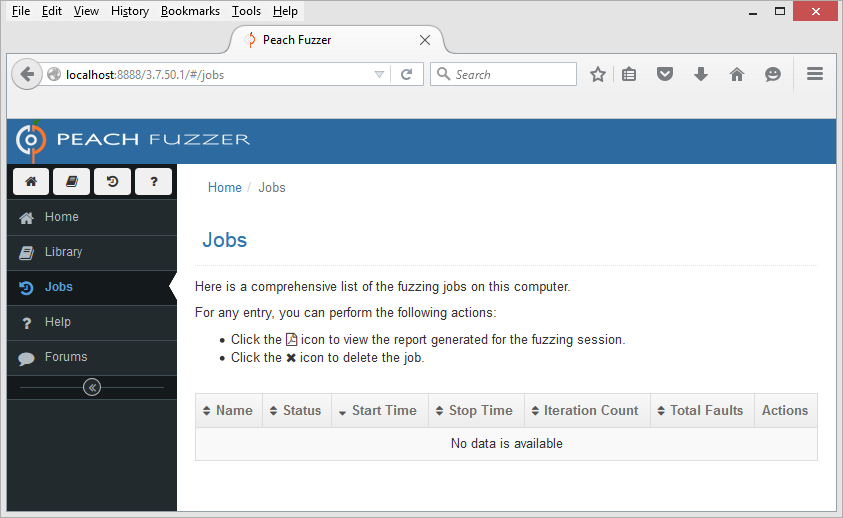 File Edit View History Bookmarks Tools Help
Peach Fuzzer
localhost:8888/3.7.50.1/#/jobs
Search
PEACH FUZZER
?
Home / Jobs
Home
Library
Jobs
? Help
Forums
Jobs
Here is a comprehensive list of the fuzzing jobs on this computer.
For any entry, you can perform the following actions:
• Click the icon to view the report generated for the fuzzing session.
• Click the ✖ icon to delete the job.
Name Status Start Time Stop Time Iteration Count Total Faults Actions
No data is available